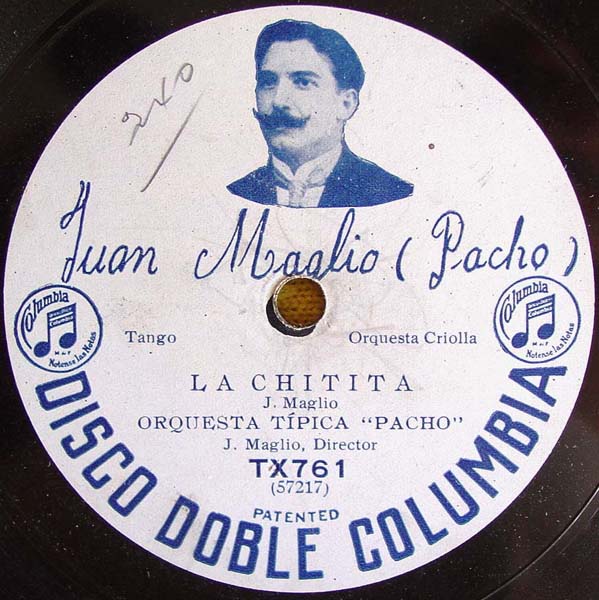 240
Juan Maglio (Pacho)
Columbia
Notense las Notas
Columbia
Notense las Notas
Tango
Orquesta Criolla
LA CHITITA
J. Maglio
ORQUESTA TÍPICA “PACHO”
J. Maglio, Director
TX761
(57217)
PATENTED
DISCO DOBLE COLUMBIA